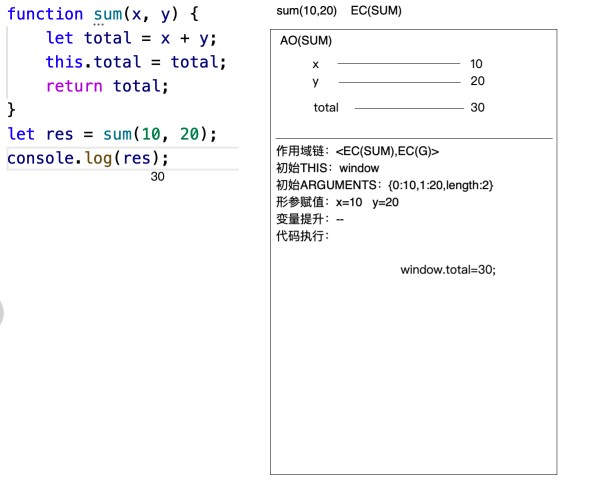 function sum(x, y) {
let total = x + y;
this.total = total;
return total;
}
let res = sum(10, 20);
console.log(res);
30
sum(10,20) EC(SUM)
AO(SUM)
x 10
y 20
total 30
作用域链：<EC(SUM),EC(G)>
初始THIS：window
初始ARGUMENTS：{0:10,1:20,length:2}
形参赋值：x=10 y=20
变量提升：--
代码执行：
window.total=30;